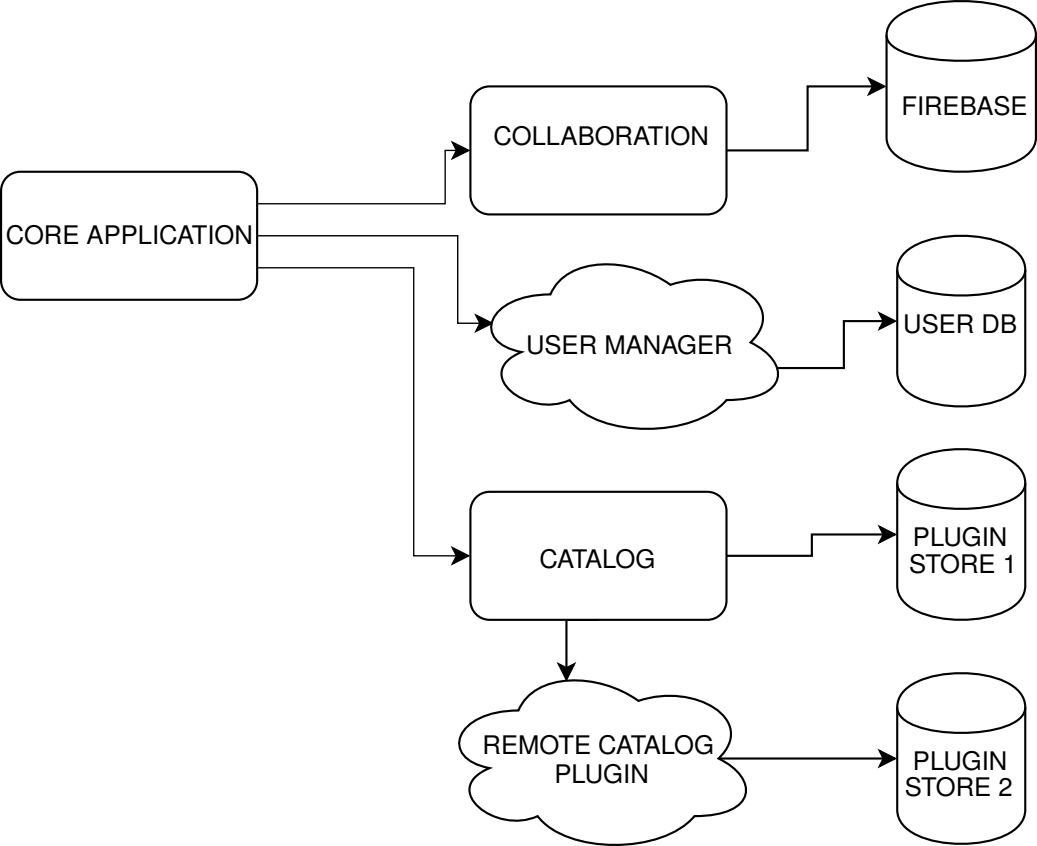 COLLABORATION
FIREBASE
CORE APPLICATION
USER MANAGER
USER DB
CATALOG
PLUGIN
STORE 1
REMOTE CATALOG
PLUGIN
PLUGIN
STORE 2